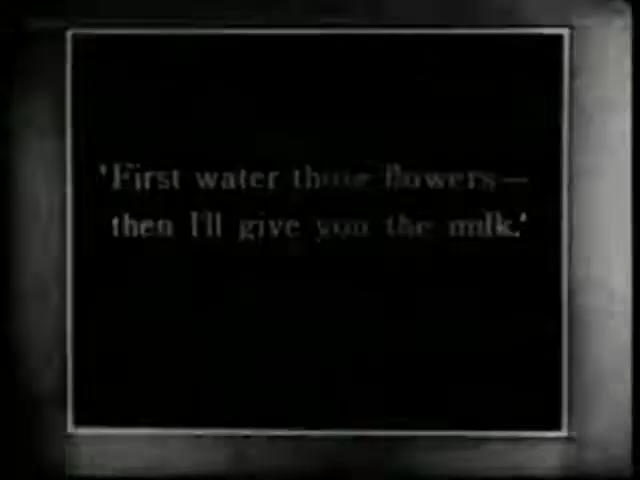 'First water those flowers—
then I'll give you the milk.'